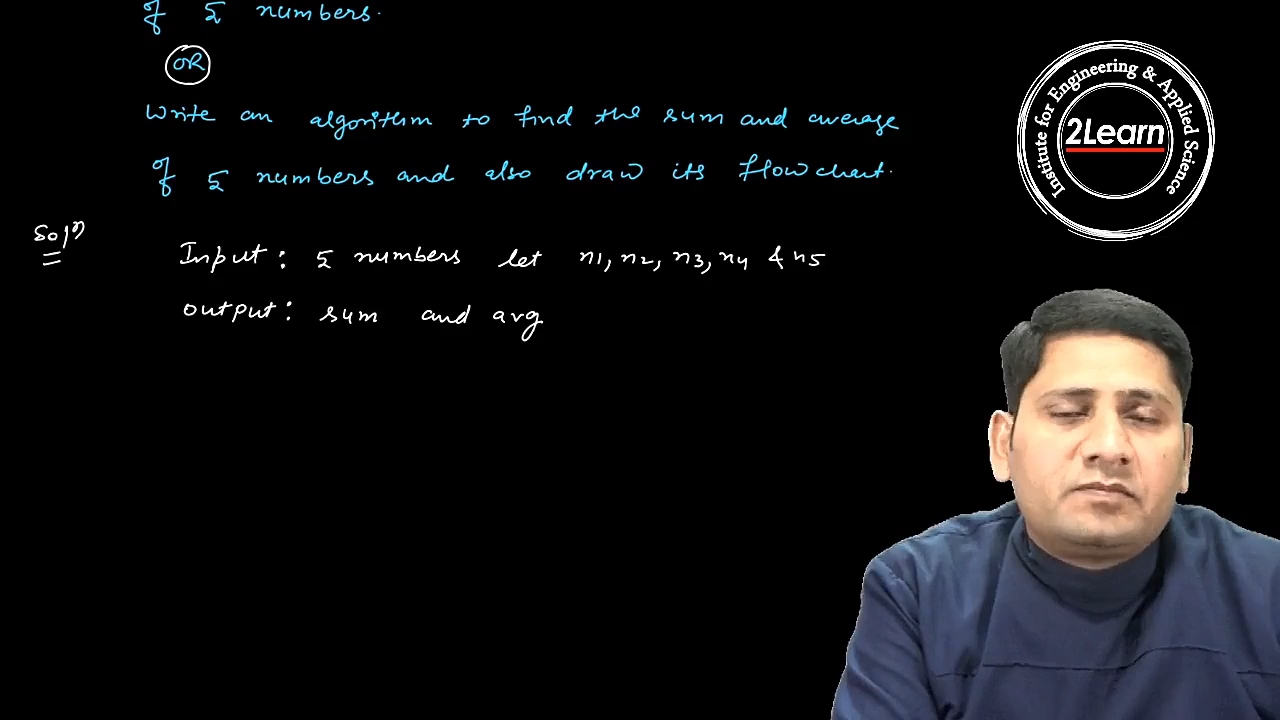 of 5 numbers.
OR
Write an algorithm to find the sum and average
of 5 numbers and also draw its flowchart.
Soln
Input: 5 numbers let n1, n2, n3, n4 & n5
output: sum and avg
Institute for Engineering & Applied Science
2Learn